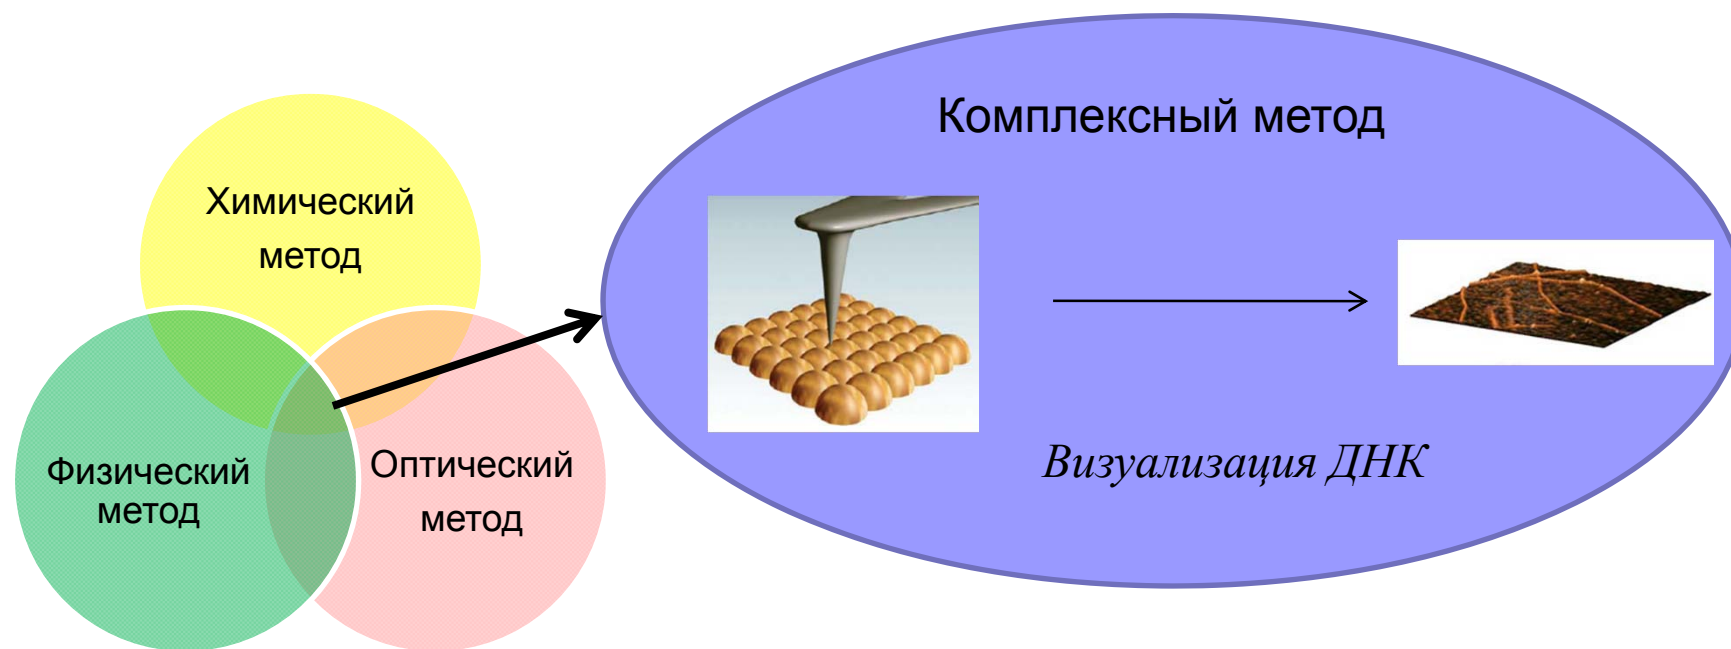 Химический
метод
Физический
метод
Оптический
метод
Комплексный метод
Визуализация ДНК